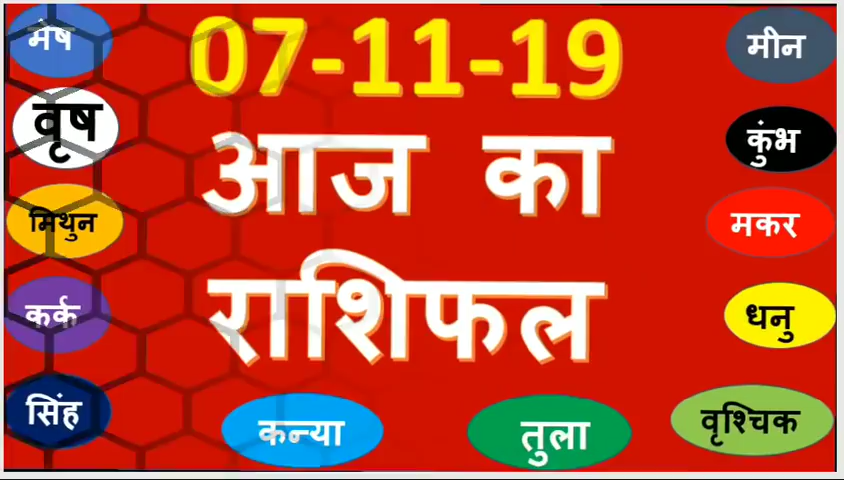 मेष
07-11-19
मीन
वृष
आज का
कुंभ
मिथुन
मकर
कर्क
राशिफल
धनु
सिंह
कन्या
तुला
वृश्चिक